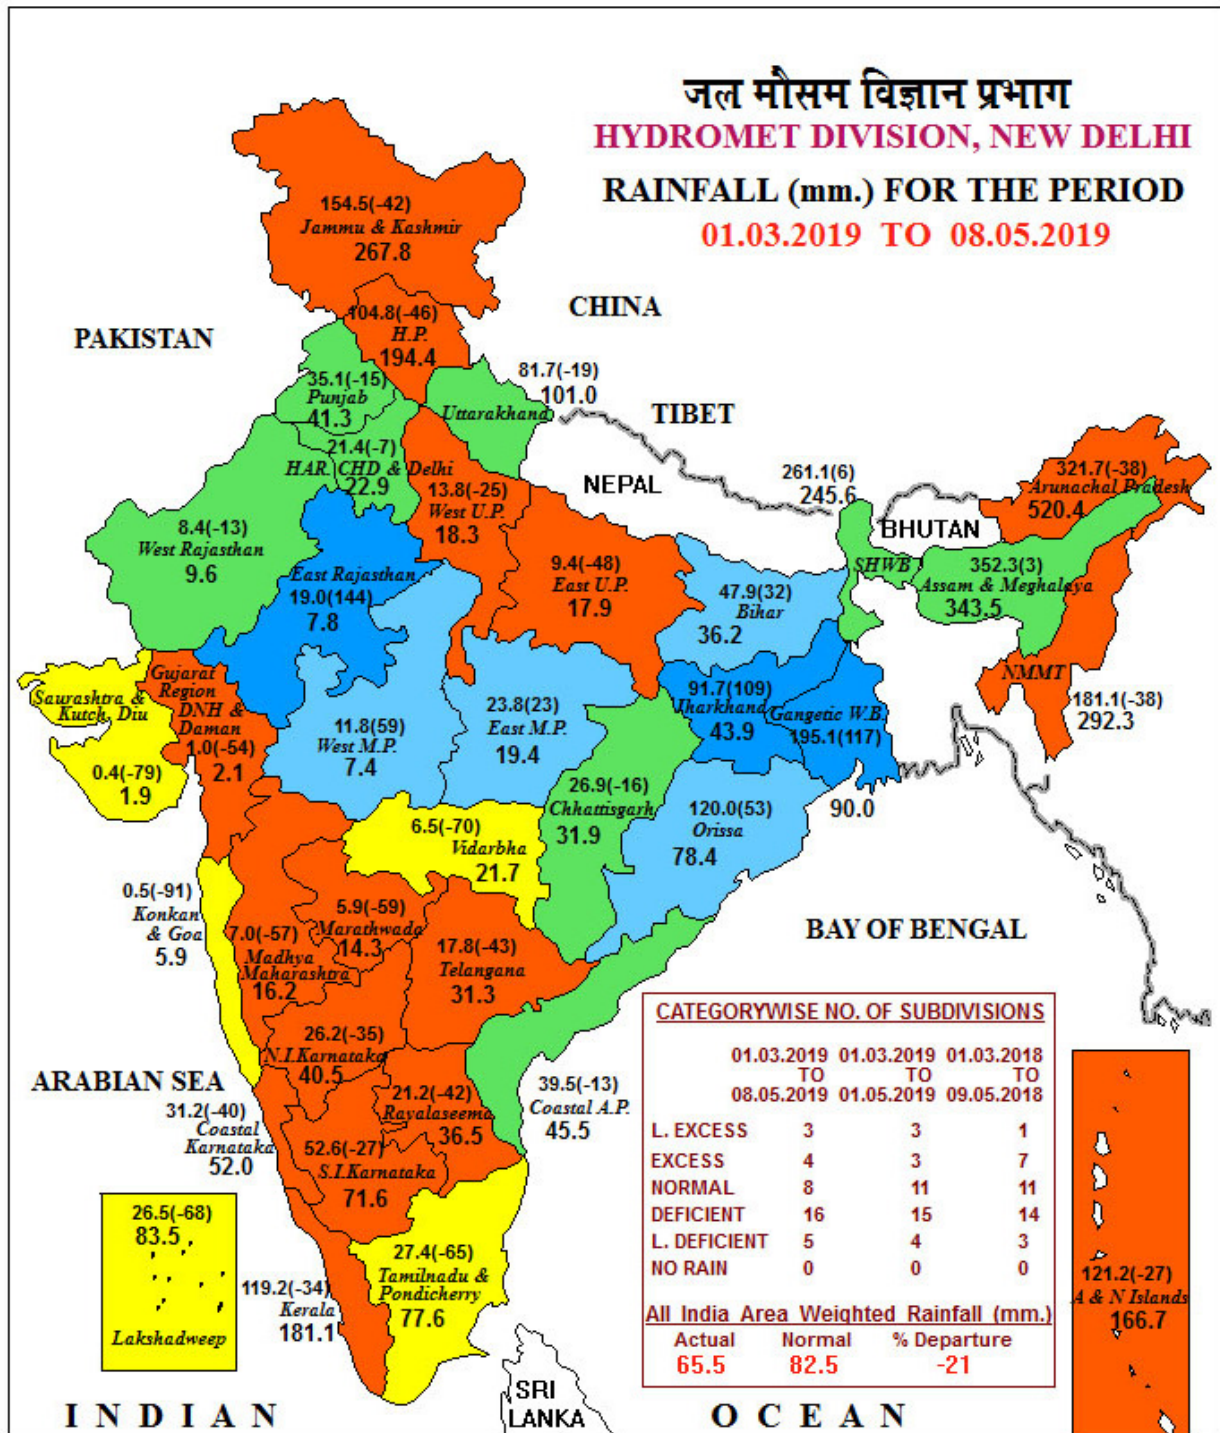 जल मौसम विज्ञान प्रभाग
HYDROMET DIVISION, NEW DELHI
RAINFALL (mm.) FOR THE PERIOD
01.03.2019 TO 08.05.2019
154.5(-42)
Jammu & Kashmir
267.8
CHINA
104.8(-46)
H.P.
194.4
PAKISTAN
35.1(-15)
Punjab
41.3
81.7(-19)
101.0
Uttarakhand
TIBET
21.4(-7)
HAR. CHD & Delhi
22.9
NEPAL
13.8(-25)
West U.P.
18.3
261.1(6)
245.6
321.7(-38)
Arunachal Pradesh
520.4
BHUTAN
8.4(-13)
West Rajasthan
9.6
East Rajasthan
19.0(144)
7.8
9.4(-48)
East U.P.
17.9
47.9(32)
Bihar
36.2
SHWB
352.3(3)
Assam & Meghalaya
343.5
NMMT
181.1(-38)
292.3
Saurashtra &
Kutch, Diu
0.4(-79)
1.9
Gujarat
Region
DNH &
Daman
1.0(-54)
2.1
11.8(59)
West M.P.
7.4
23.8(23)
East M.P.
19.4
91.7(109)
Jharkhand
43.9
Gangetic W.B.
195.1(117)
90.0
26.9(-16)
Chhattisgarh
31.9
120.0(53)
Orissa
78.4
6.5(-70)
Vidarbha
21.7
0.5(-91)
Konkan
& Goa
5.9
7.0(-57)
Madhya
Maharashtra
16.2
5.9(-59)
Marathwada
14.3
17.8(-43)
Telangana
31.3
BAY OF BENGAL
26.2(-35)
N.I.Karnataka
40.5
ARABIAN SEA
31.2(-40)
Coastal
Karnataka
52.0
21.2(-42)
Rayalaseema
36.5
39.5(-13)
Coastal A.P.
45.5
52.6(-27)
S.I.Karnataka
71.6
26.5(-68)
83.5
Lakshadweep
119.2(-34)
Kerala
181.1
27.4(-65)
Tamilnadu &
Pondicherry
77.6
CATEGORYWISE NO. OF SUBDIVISIONS
01.03.2019 01.03.2019 01.03.2018
TO TO TO
08.05.2019 01.05.2019 09.05.2018
L. EXCESS 3 3 1
EXCESS 4 3 7
NORMAL 8 11 11
DEFICIENT 16 15 14
L. DEFICIENT 5 4 3
NO RAIN 0 0 0
All India Area Weighted Rainfall (mm.)
Actual Normal % Departure
65.5 82.5 -21
121.2(-27)
A & N Islands
166.7
SRI
LANKA
INDIAN OCEAN